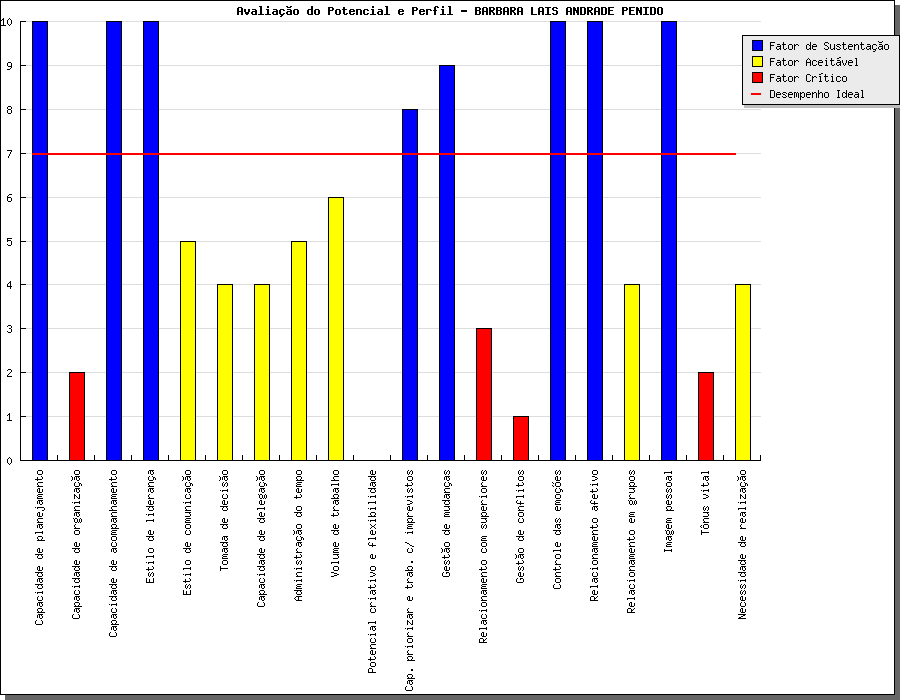 Avaliação do Potencial e Perfil - BARBARA LAIS ANDRADE PENIDO
10
9
8
7
6
5
4
3
2
1
0
Fator de Sustentação
Fator Aceitável
Fator Crítico
Desempenho Ideal
Capacidade de planejamento
Capacidade de organização
Capacidade de acompanhamento
Estilo de liderança
Estilo de comunicação
Tomada de decisão
Capacidade de delegação
Administração do tempo
Volume de trabalho
Potencial criativo e flexibilidade
Cap. priorizar e trab. c/ imprevistos
Gestão de mudanças
Relacionamento com superiores
Gestão de conflitos
Controle das emoções
Relacionamento afetivo
Relacionamento em grupos
Imagem pessoal
Tônus vital
Necessidade de realização